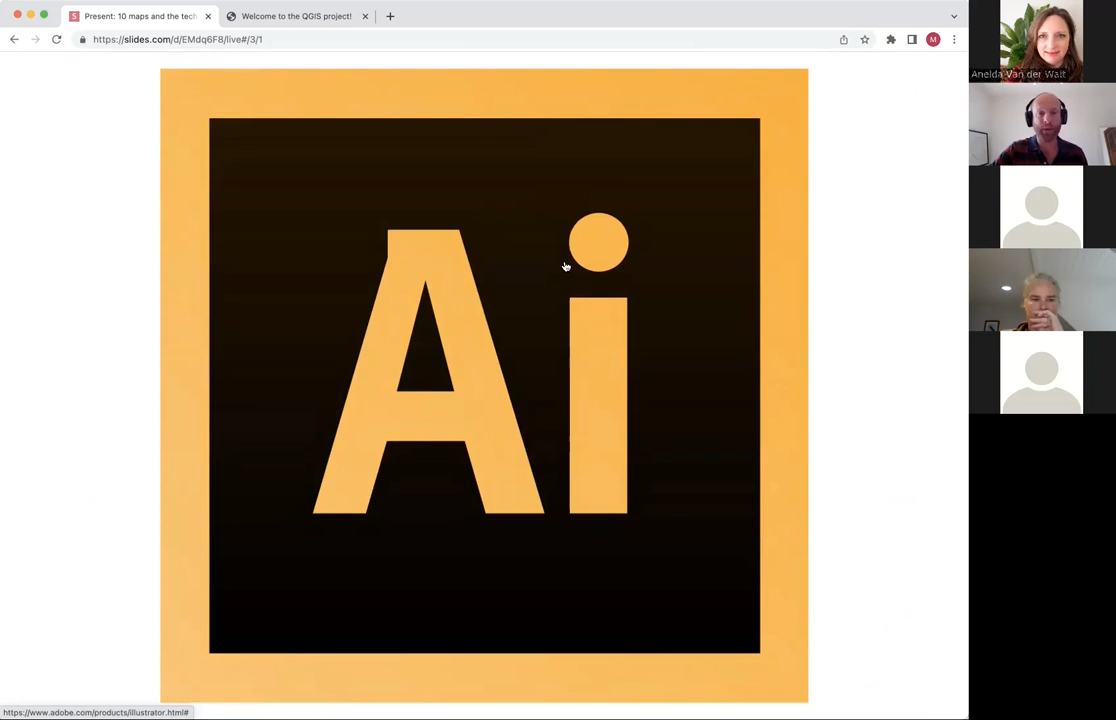 Present: 10 maps and the tech
Welcome to the QGIS project!
https://slides.com/d/EMdq6F8/live#/3/1
M
Ai
Anelda Van der Walt
https://www.adobe.com/products/illustrator.html#